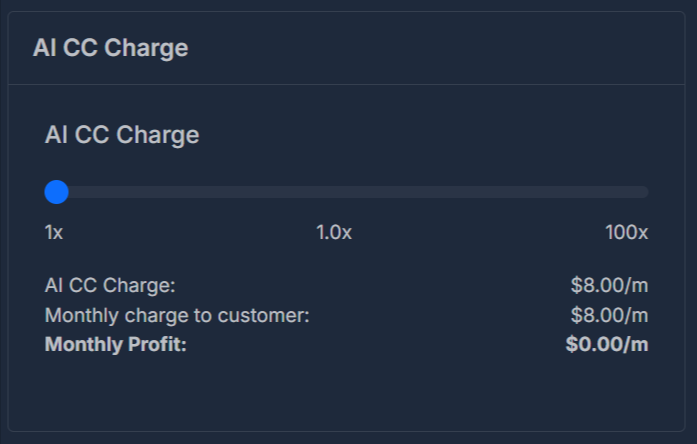 AI CC Charge
AI CC Charge
1x 1.0x 100x
AI CC Charge: $8.00/m
Monthly charge to customer: $8.00/m
Monthly Profit: $0.00/m